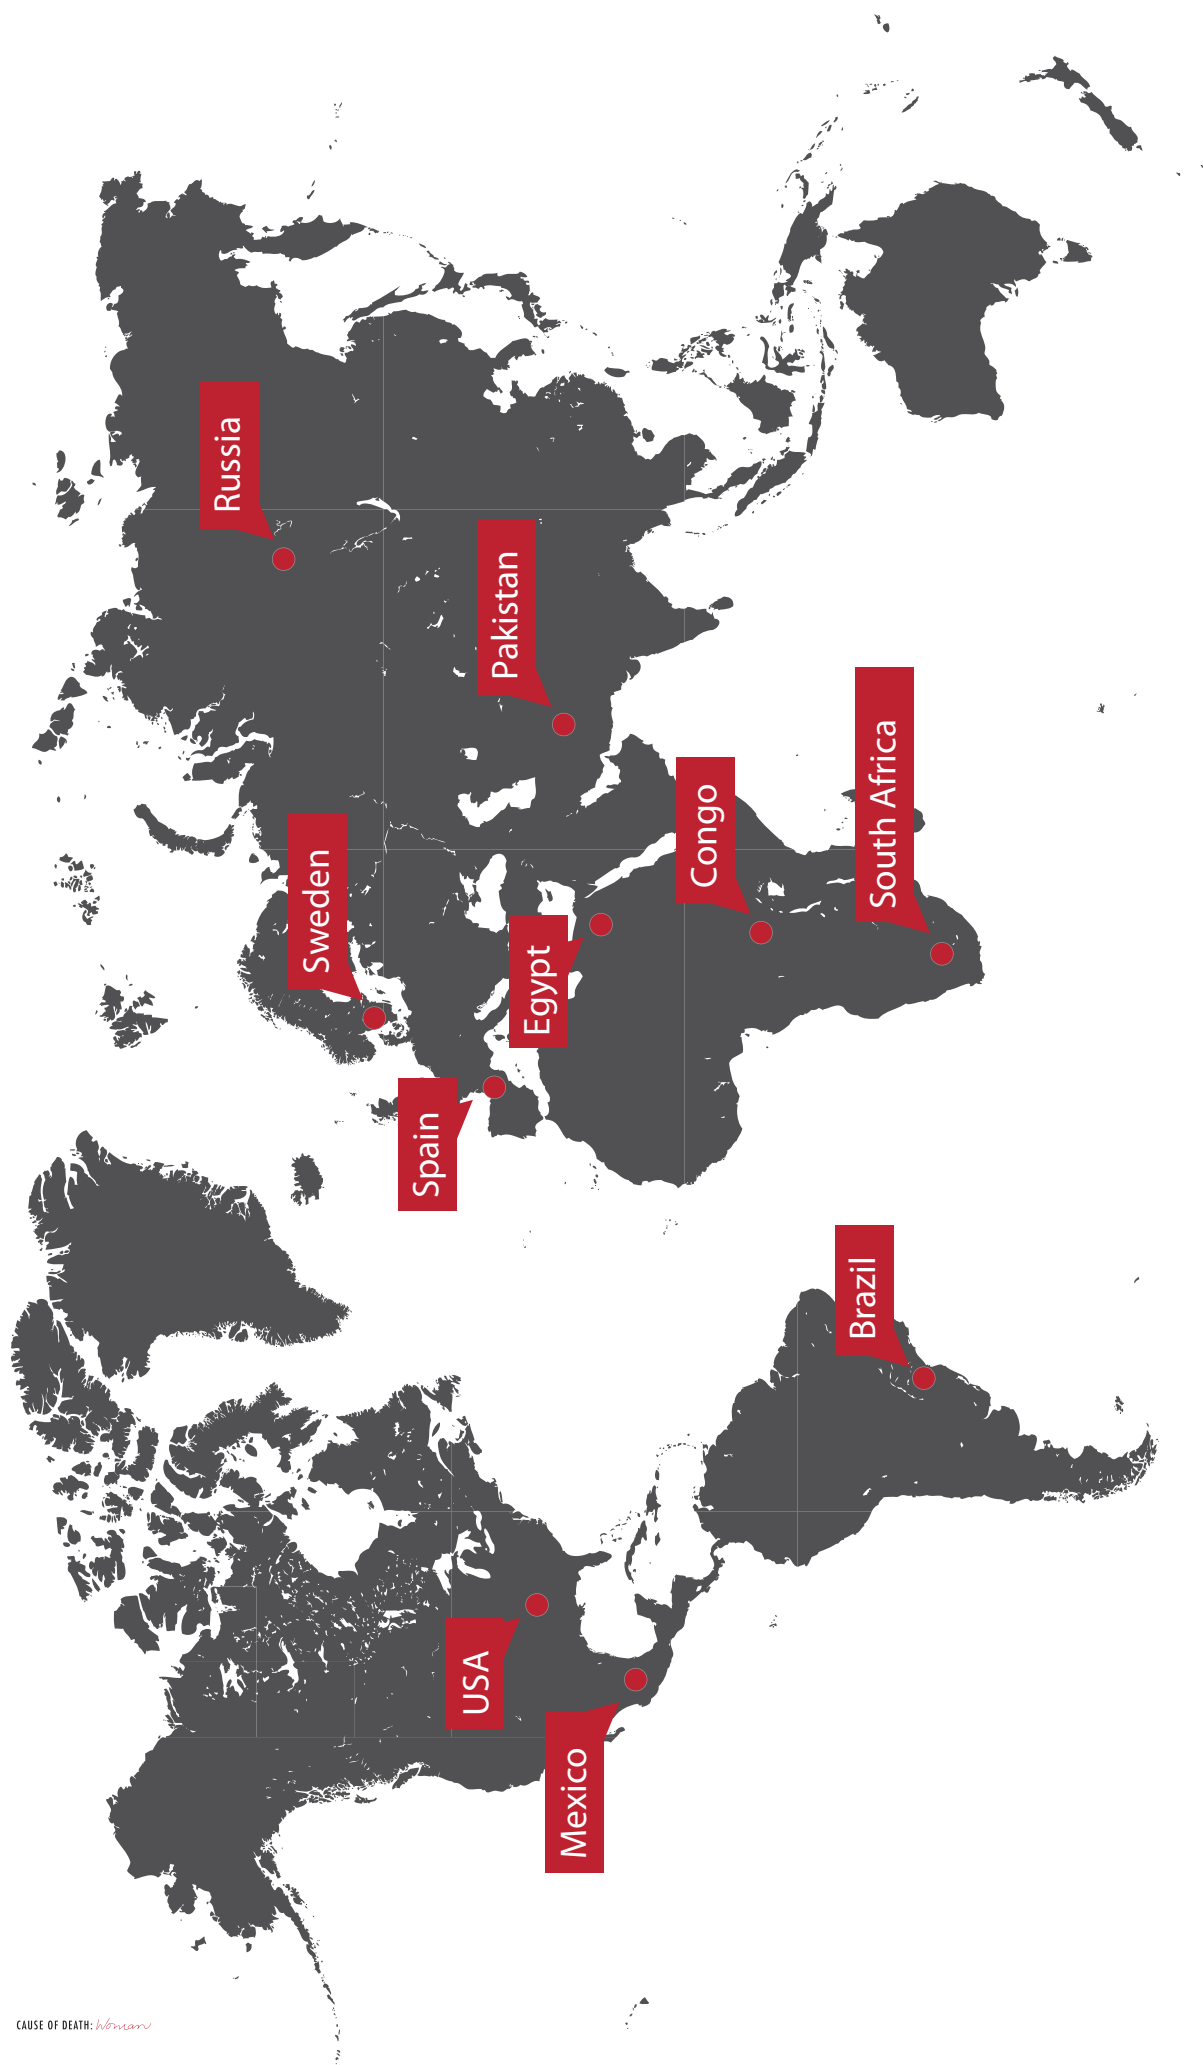 Russia
Pakistan
South Africa
Congo
Sweden
Egypt
Spain
Brazil
USA
Mexico
CAUSE OF DEATH: Woman